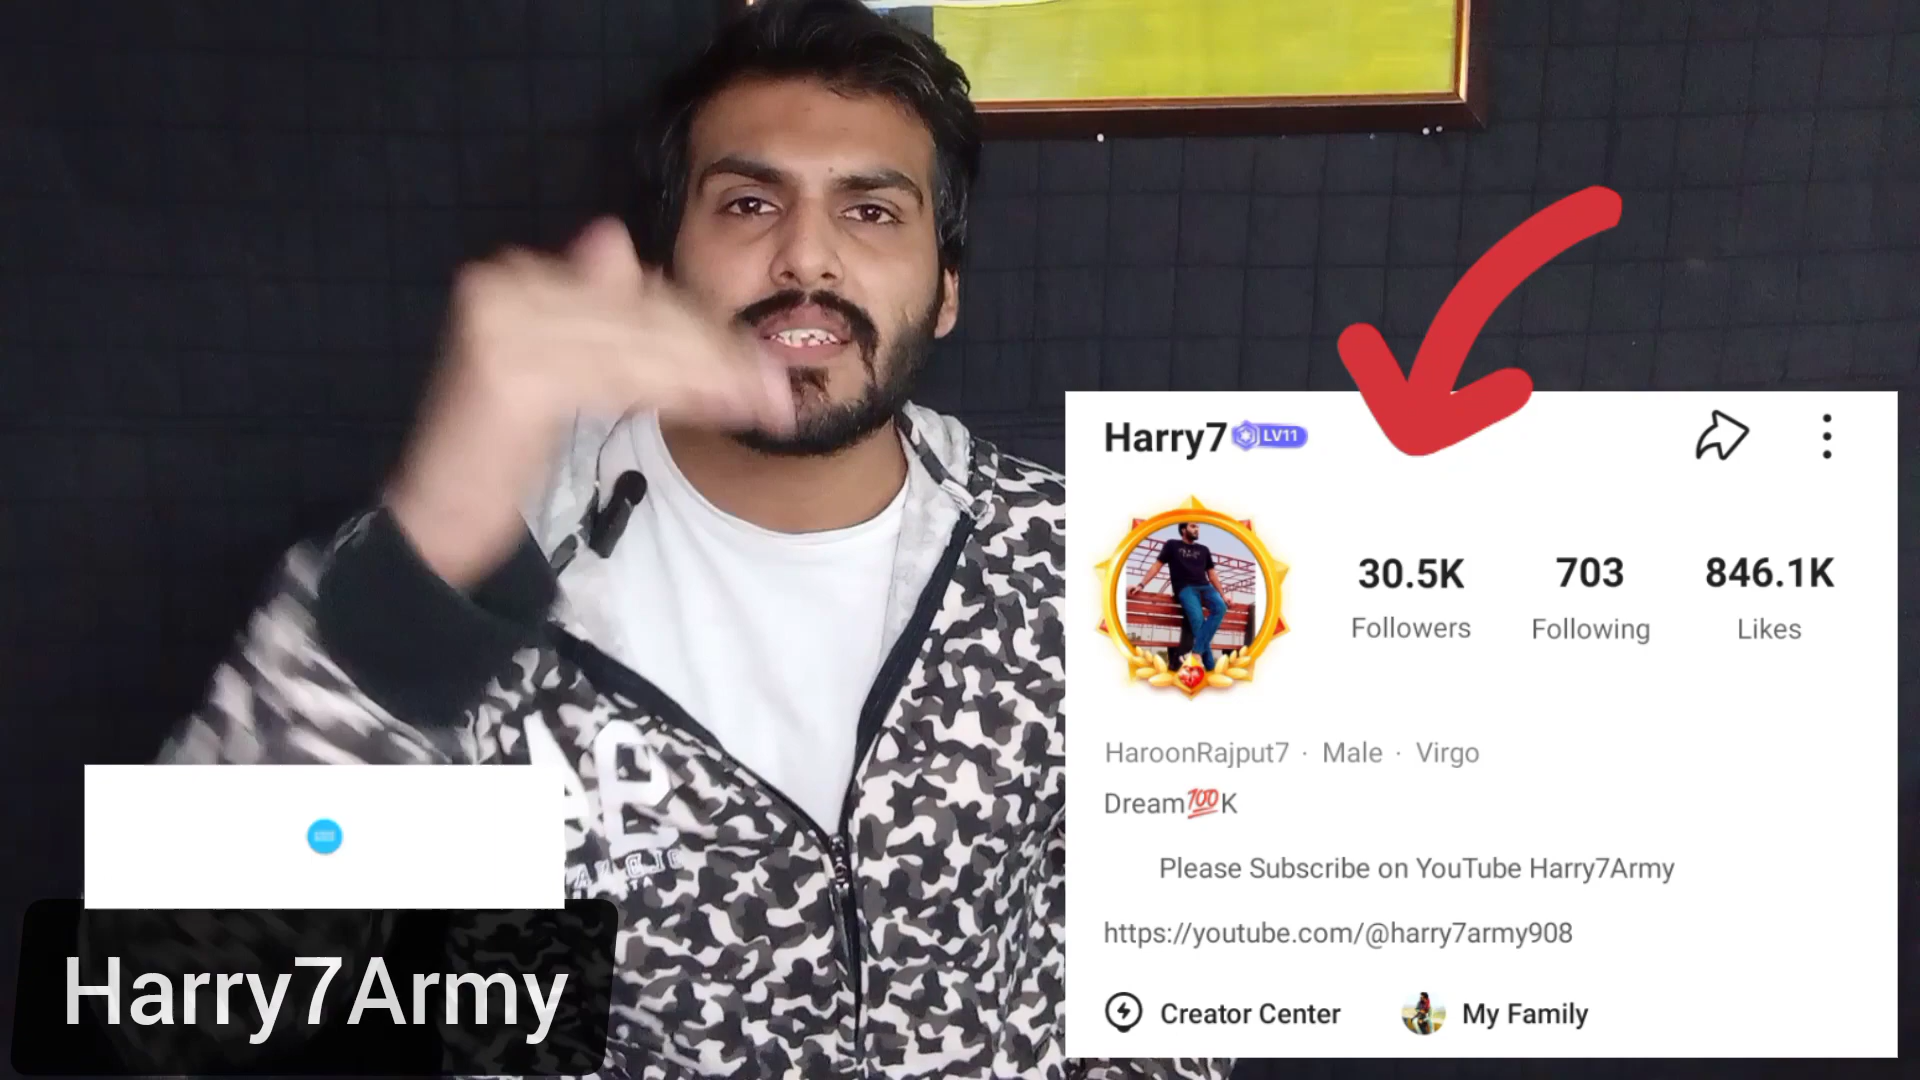 Harry7 LV11
30.5K 703 846.1K
Followers Following Likes
HaroonRajput7 · Male · Virgo
Dream💯K
Please Subscribe on YouTube Harry7Army
https://youtube.com/@harry7army908
Creator Center My Family
Harry7Army